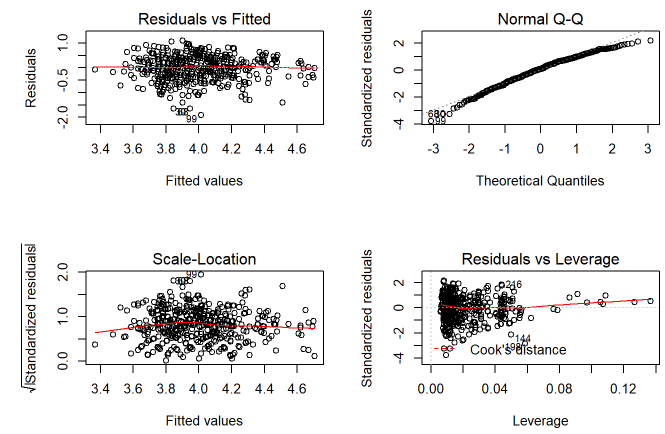 Residuals vs Fitted
Residuals
1.0
-0.5
-2.0
99
3.4 3.6 3.8 4.0 4.2 4.4 4.6
Fitted values
Normal Q-Q
Standardized residuals
2
0
-2
-4
99
-3 -2 -1 0 1 2 3
Theoretical Quantiles
Scale-Location
√|Standardized residuals|
2.0
1.0
0.0
99
3.4 3.6 3.8 4.0 4.2 4.4 4.6
Fitted values
Residuals vs Leverage
Standardized residuals
2
0
-2
-4
216
144
198
Cook's distance
0.00 0.04 0.08 0.12
Leverage